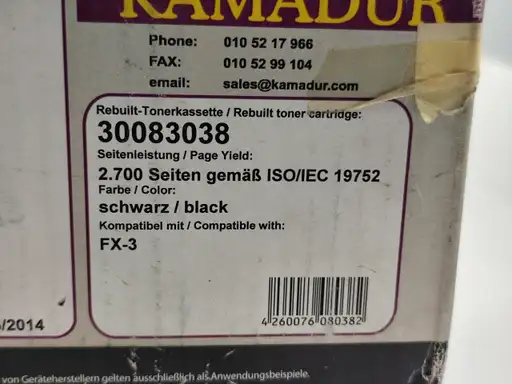 KAMADUR
Phone: 010 52 17 966
FAX: 010 52 99 104
email: sales@kamadur.com
Rebuilt-Tonerkassette / Rebuilt toner cartridge:
30083038
Seitenleistung / Page Yield:
2.700 Seiten gemäß ISO/IEC 19752
Farbe / Color:
schwarz / black
Kompatibel mit / Compatible with:
FX-3
4 260076 080382
/2014
von Geräteherstellern gelten ausschließlich als Anwendungsbeispiele.